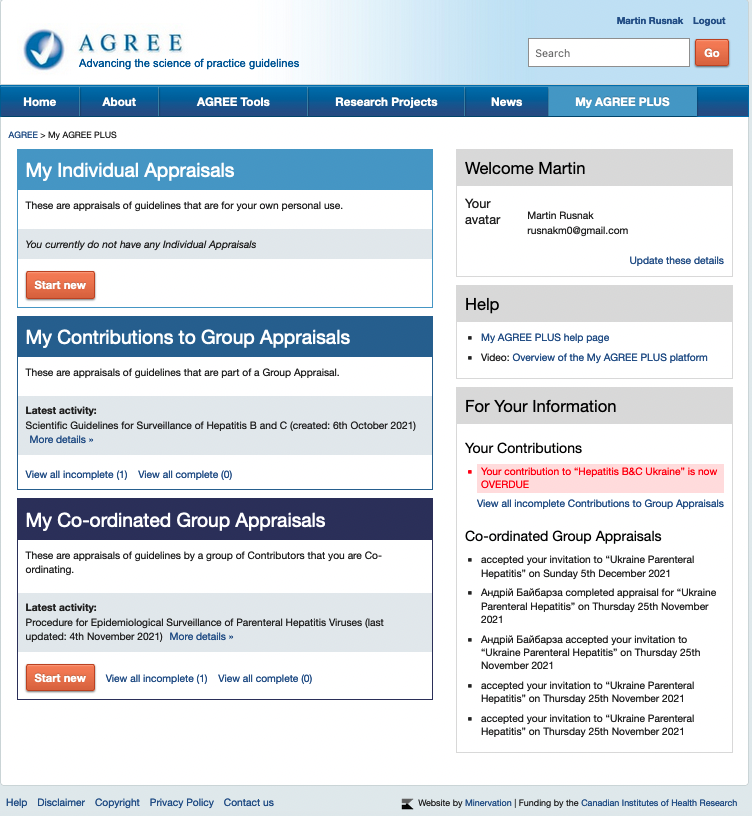 Martin Rusnak Logout
AGREE
Advancing the science of practice guidelines
Search
Go
Home About AGREE Tools Research Projects News My AGREE PLUS
AGREE > My AGREE PLUS
My Individual Appraisals
These are appraisals of guidelines that are for your own personal use.
You currently do not have any Individual Appraisals
Start new
My Contributions to Group Appraisals
These are appraisals of guidelines that are part of a Group Appraisal.
Latest activity:
Scientific Guidelines for Surveillance of Hepatitis B and C (created: 6th October 2021)
More details »
View all incomplete (1) View all complete (0)
My Co-ordinated Group Appraisals
These are appraisals of guidelines by a group of Contributors that you are Co-
ordinating.
Latest activity:
Procedure for Epidemiological Surveillance of Parenteral Hepatitis Viruses (last
updated: 4th November 2021) More details »
Start new View all incomplete (1) View all complete (0)
Welcome Martin
Your
avatar
Martin Rusnak
rusnakm0@gmail.com
Update these details
Help
My AGREE PLUS help page
Video: Overview of the My AGREE PLUS platform
For Your Information
Your Contributions
Your contribution to “Hepatitis B&C Ukraine” is now
OVERDUE
View all incomplete Contributions to Group Appraisals
Co-ordinated Group Appraisals
accepted your invitation to “Ukraine Parenteral
Hepatitis” on Sunday 5th December 2021
Андрій Байбарза completed appraisal for “Ukraine
Parenteral Hepatitis” on Thursday 25th November
2021
Андрій Байбарза accepted your invitation to
“Ukraine Parenteral Hepatitis” on Thursday 25th
November 2021
accepted your invitation to “Ukraine Parenteral
Hepatitis” on Thursday 25th November 2021
accepted your invitation to “Ukraine Parenteral
Hepatitis” on Thursday 25th November 2021
Help Disclaimer Copyright Privacy Policy Contact us
Website by Minervation | Funding by the Canadian Institutes of Health Research